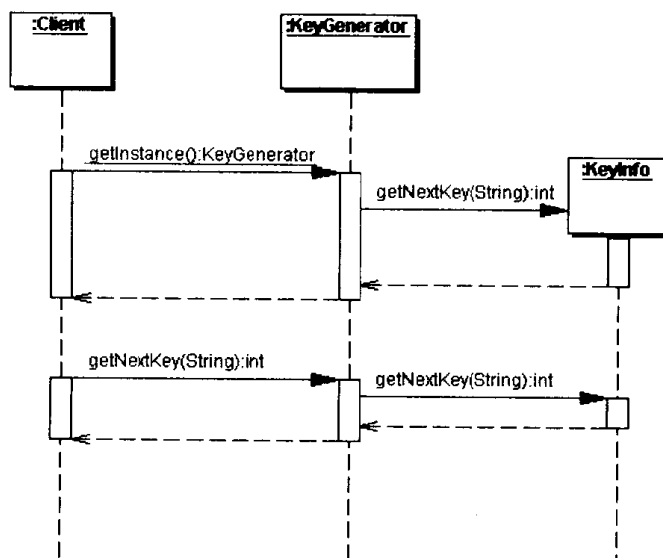 :Client
:KeyGenerator
getInstance():KeyGenerator
:KeyInfo
getNextKey(String):int
getNextKey(String):int
getNextKey(String):int